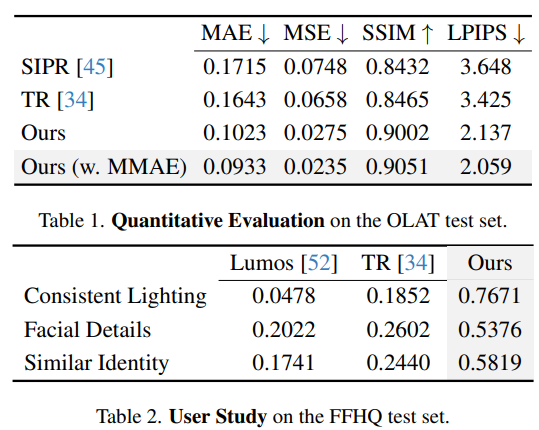 MAE ↓ MSE ↓ SSIM ↑ LPIPS ↓
SIPR [45] 0.1715 0.0748 0.8432 3.648
TR [34] 0.1643 0.0658 0.8465 3.425
Ours 0.1023 0.0275 0.9002 2.137
Ours (w. MMAE) 0.0933 0.0235 0.9051 2.059
Table 1. Quantitative Evaluation on the OLAT test set.
Lumos [52] TR [34] Ours
Consistent Lighting 0.0478 0.1852 0.7671
Facial Details 0.2022 0.2602 0.5376
Similar Identity 0.1741 0.2440 0.5819
Table 2. User Study on the FFHQ test set.